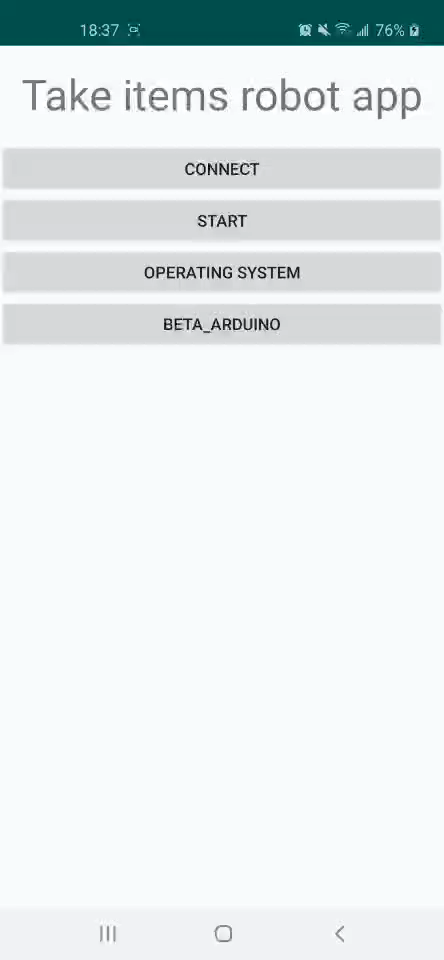 18:37 76%
Take items robot app
CONNECT
START
OPERATING SYSTEM
BETA_ARDUINO